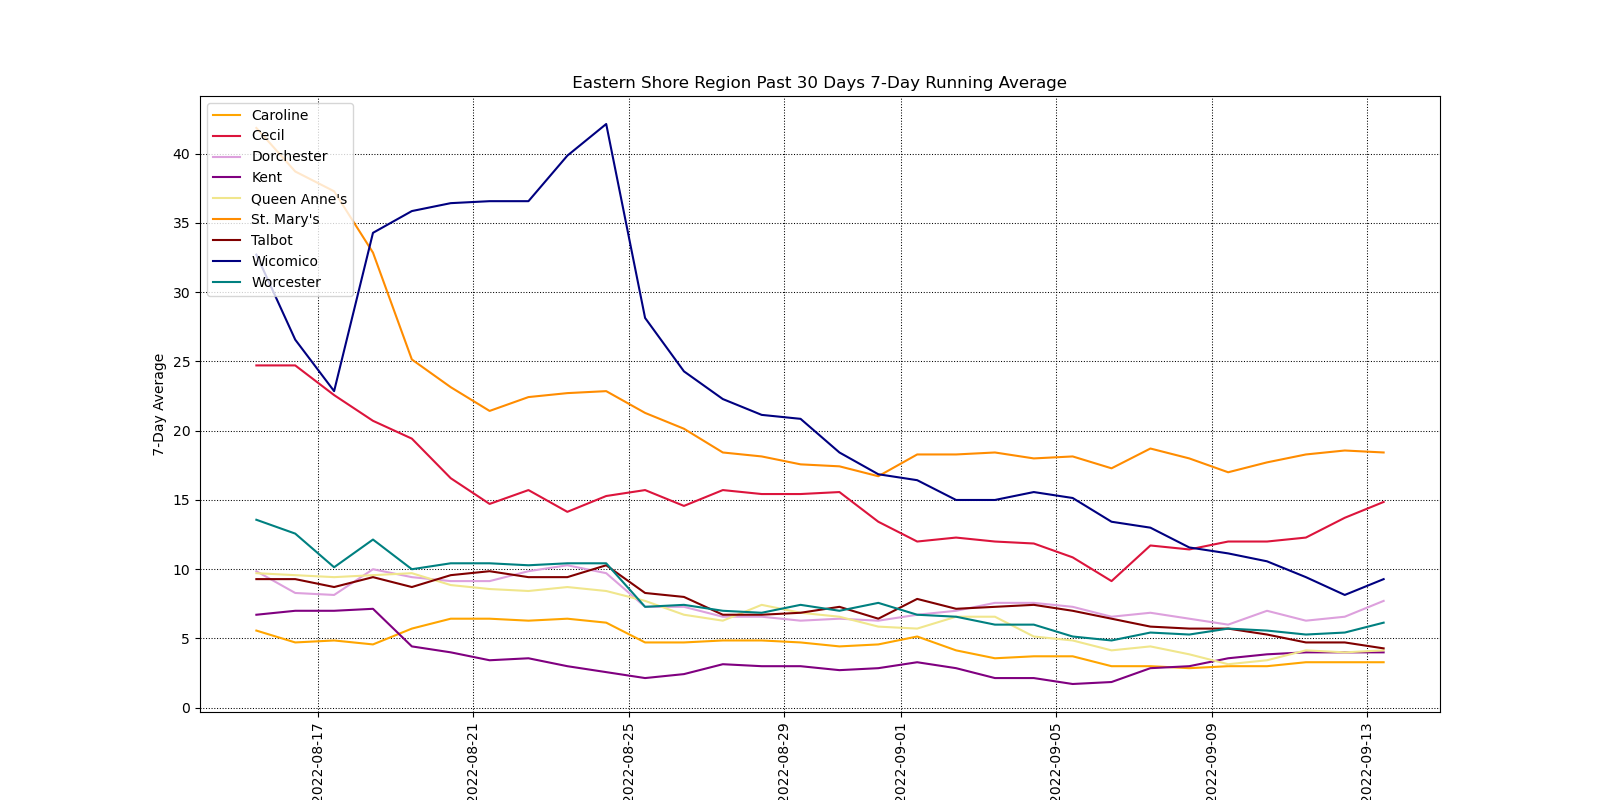 Eastern Shore Region Past 30 Days 7-Day Running Average
Caroline
Cecil
Dorchester
Kent
Queen Anne's
St. Mary's
Talbot
Wicomico
Worcester
7-Day Average
40
35
30
25
20
15
10
5
0
2022-08-17
2022-08-21
2022-08-25
2022-08-29
2022-09-01
2022-09-05
2022-09-09
2022-09-13